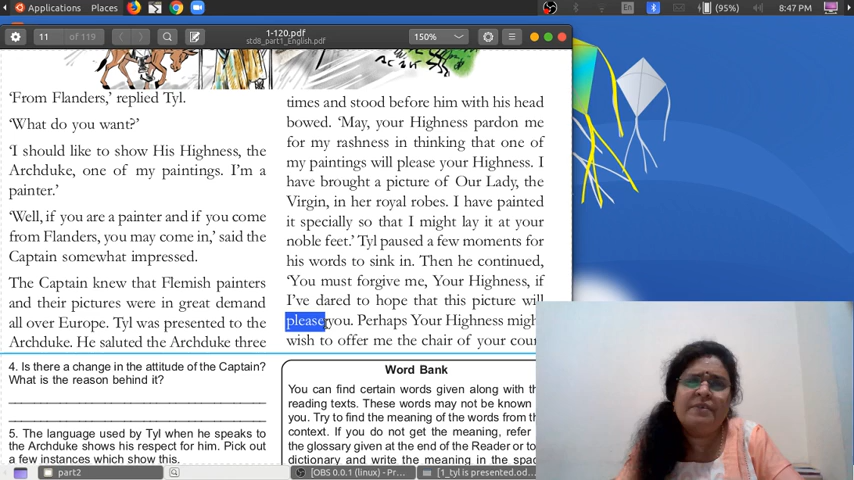 Applications Places En (95%) 8:47 PM
11 of 119
1-120.pdf
std8_part1_English.pdf
150%
‘From Flanders,’ replied Tyl.
‘What do you want?’
‘I should like to show His Highness, the
Archduke, one of my paintings. I’m a
painter.’
‘Well, if you are a painter and if you come
from Flanders, you may come in,’ said the
Captain somewhat impressed.
The Captain knew that Flemish painters
and their pictures were in great demand
all over Europe. Tyl was presented to the
Archduke. He saluted the Archduke three
times and stood before him with his head
bowed. ‘May, your Highness pardon me
for my rashness in thinking that one of
my paintings will please your Highness. I
have brought a picture of Our Lady, the
Virgin, in her royal robes. I have painted
it specially so that I might lay it at your
noble feet.’ Tyl paused a few moments for
his words to sink in. Then he continued,
‘You must forgive me, Your Highness, if
I’ve dared to hope that this picture will
please you. Perhaps Your Highness might
wish to offer me the chair of your cour
4. Is there a change in the attitude of the Captain?
What is the reason behind it?
5. The language used by Tyl when he speaks to
the Archduke shows his respect for him. Pick out
a few instances which show this.
Word Bank
You can find certain words given along with th
reading texts. These words may not be known
you. Try to find the meaning of the words from th
context. If you do not get the meaning, refer
the glossary given at the end of the Reader or to
dictionary and write the meaning in the spac
part2
[OBS 0.0.1 (linux) - Pr...
[1_tyl is presented.od...